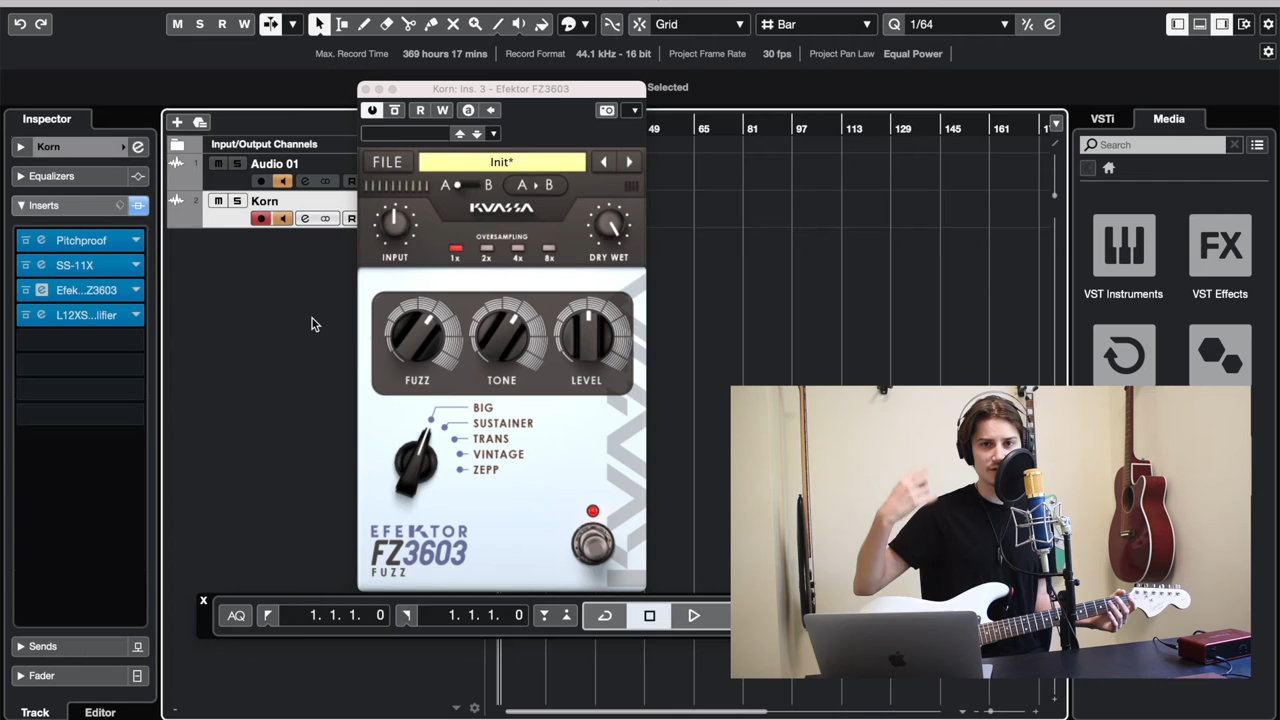 M S R W
Grid
Bar
Q 1/64
Max. Record Time 369 hours 17 mins Record Format 44.1 kHz - 16 bit Project Frame Rate 30 fps Project Pan Law Equal Power
Korn: Ins. 3 - Efektor FZ3603
Selected
Inspector
R W a
VSTi Media
49 65 81 97 113 129 145 161 1
Korn
Input/Output Channels
Search
FILE Init*
1 M S Audio 01
Equalizers
R
A B A B
2 M S Korn
Inserts
KVASSA
R
Pitchproof
OVERSAMPLING
INPUT 1x 2x 4x 8x DRY WET
SS-11X
FX
Efek...Z3603
VST Instruments VST Effects
L12XS...lifier
FUZZ TONE LEVEL
BIG
SUSTAINER
TRANS
VINTAGE
ZEPP
EFEKTOR
FZ3603
FUZZ
X
AQ 1. 1. 1. 0 1. 1. 1. 0
Sends
Fader
Track Editor